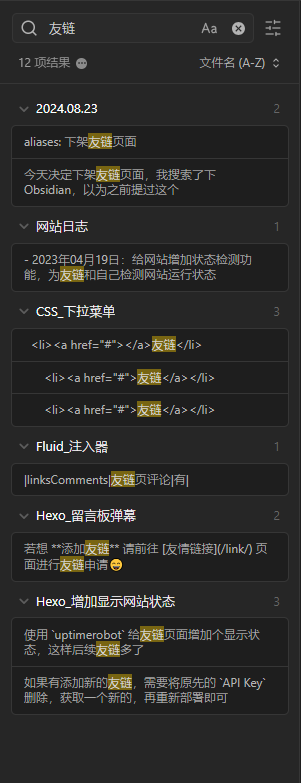 友链
Aa
12 项结果
文件名 (A-Z)
2024.08.23
2
aliases: 下架友链页面
今天决定下架友链页面，我搜索了下
Obsidian，以为之前提过这个
网站日志
1
- 2023年04月19日：给网站增加状态检测功
能，为友链和自己检测网站运行状态
CSS_下拉菜单
3
<li><a href="#"></a>友链</li>
<li><a href="#">友链</a></li>
<li><a href="#">友链</a></li>
Fluid_注入器
1
|linksComments|友链页评论|有|
Hexo_留言板弹幕
2
若想 **添加友链** 请前往 [友情链接](/link/) 页
面进行友链申请😄
Hexo_增加显示网站状态
3
使用 `uptimerobot` 给友链页面增加个显示状
态，这样后续友链多了
如果有添加新的友链，需要将原先的 `API Key`
删除，获取一个新的，再重新部署即可